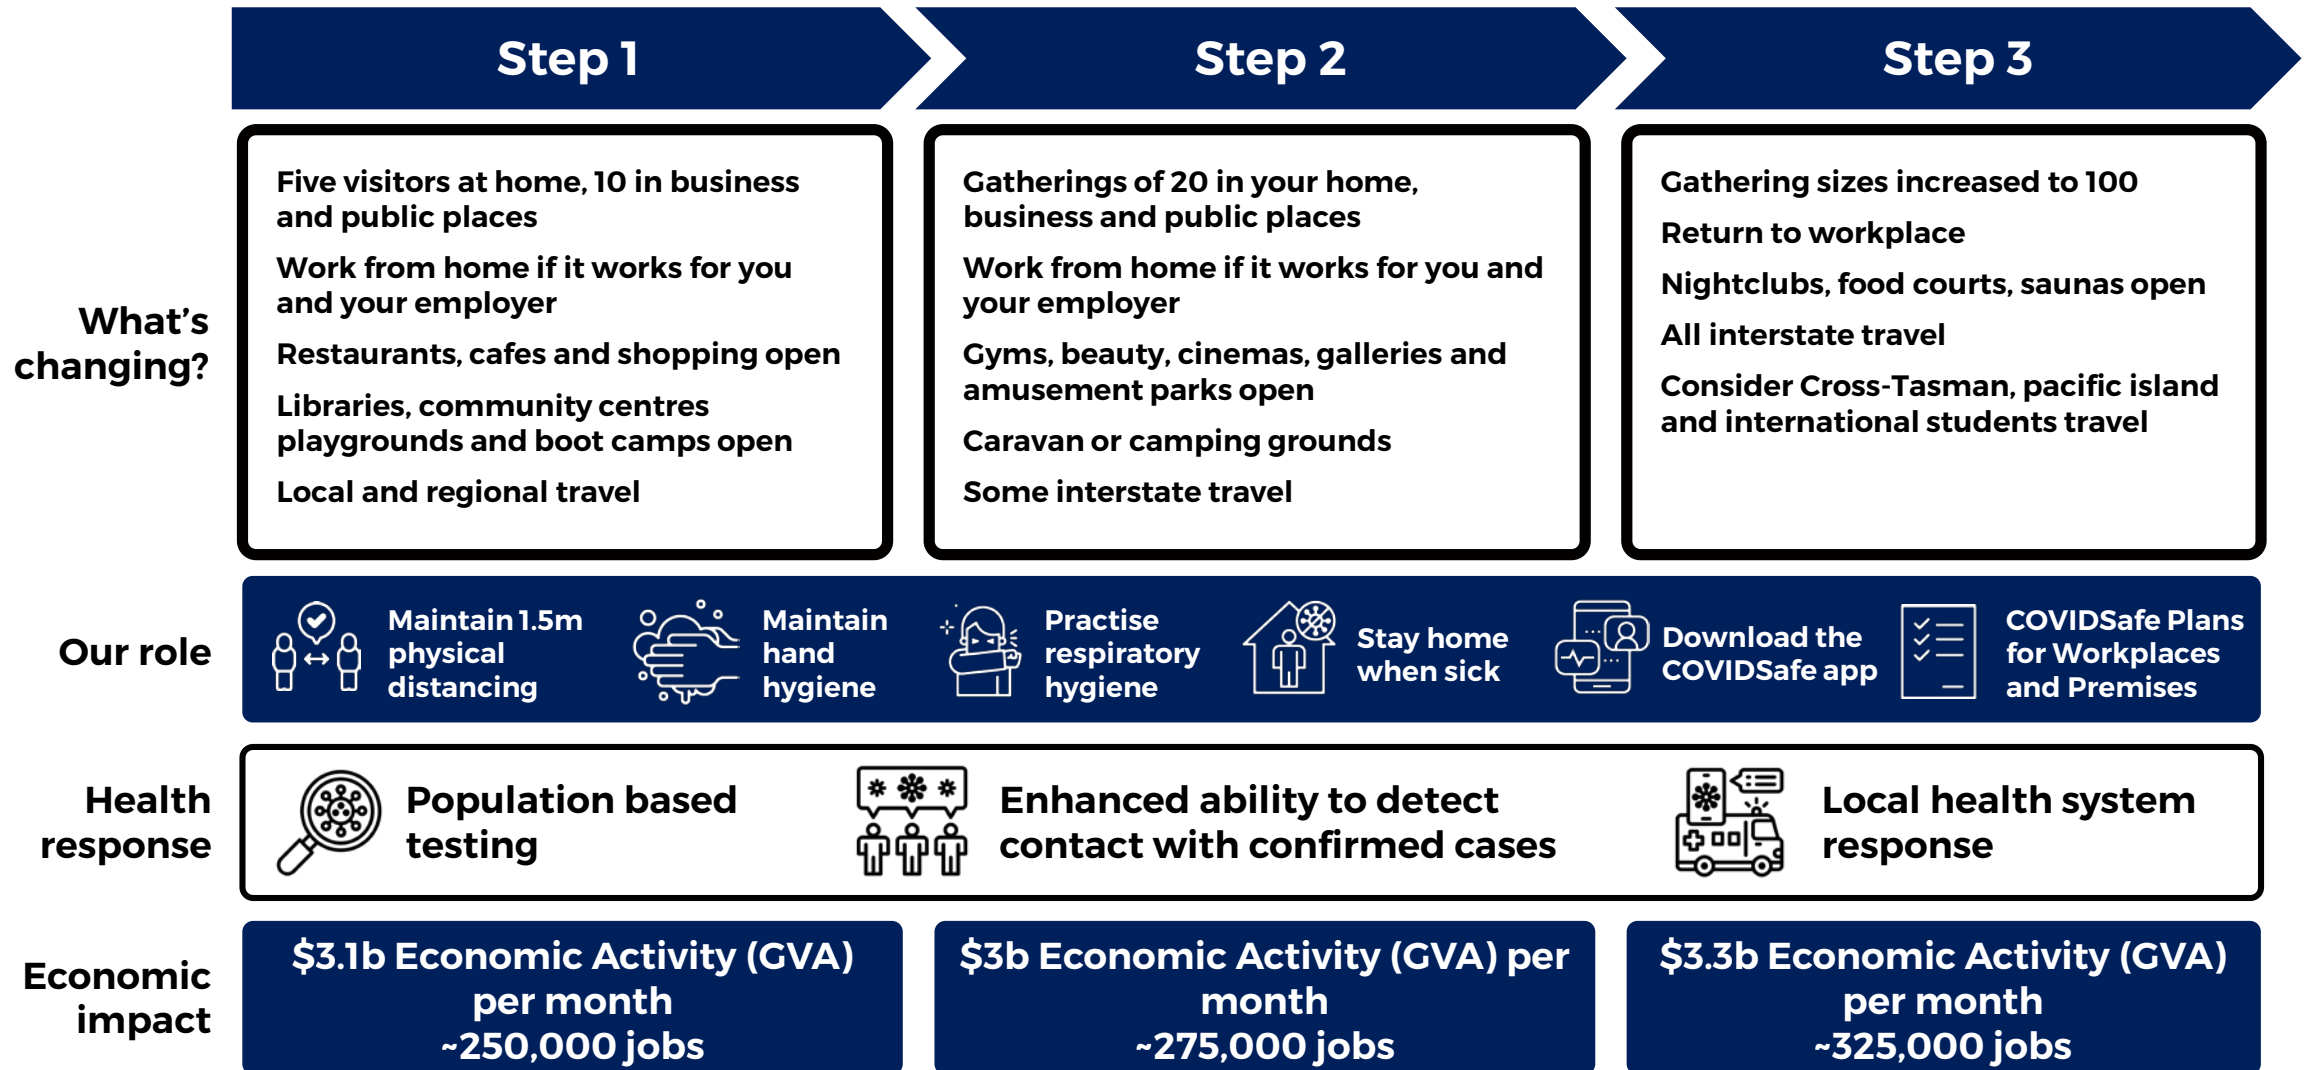 Step 1
Step 2
Step 3
What's
changing?
Five visitors at home, 10 in business
and public places
Work from home if it works for you
and your employer
Restaurants, cafes and shopping open
Libraries, community centres
playgrounds and boot camps open
Local and regional travel
Gatherings of 20 in your home,
business and public places
Work from home if it works for you and
your employer
Gyms, beauty, cinemas, galleries and
amusement parks open
Caravan or camping grounds
Some interstate travel
Gathering sizes increased to 100
Return to workplace
Nightclubs, food courts, saunas open
All interstate travel
Consider Cross-Tasman, pacific island
and international students travel
Our role
Maintain 1.5m
physical
distancing
Maintain
hand
hygiene
Practise
respiratory
hygiene
Stay home
when sick
Download the
COVIDSafe app
COVIDSafe Plans
for Workplaces
and Premises
Health
response
Population based
testing
Enhanced ability to detect
contact with confirmed cases
Local health system
response
Economic
impact
$3.1b Economic Activity (GVA)
per month
~250,000 jobs
$3b Economic Activity (GVA) per
month
~275,000 jobs
$3.3b Economic Activity (GVA)
per month
~325,000 jobs